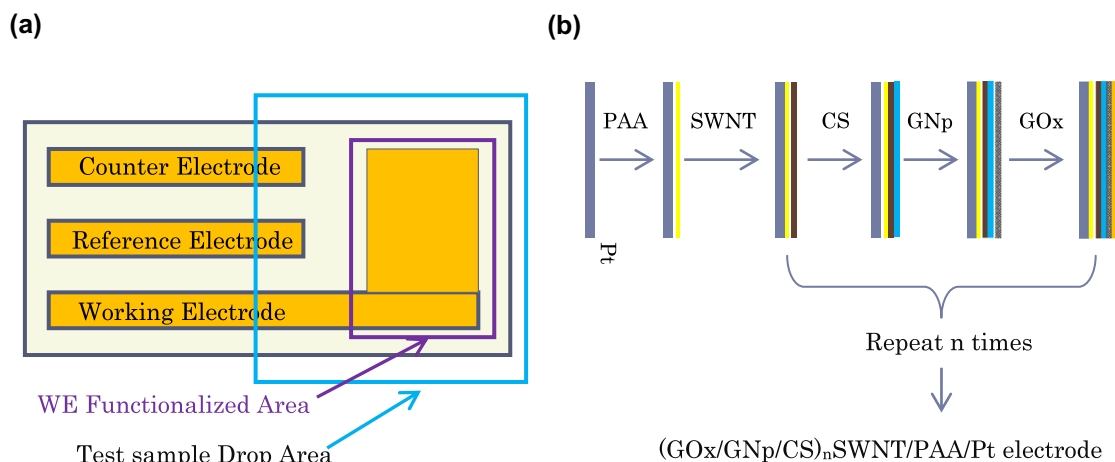 (a)
Counter Electrode
Reference Electrode
Working Electrode
WE Functionalized Area
Test sample Drop Area
(b)
PAA SWNT CS GNp GOx
Pt
Repeat n times
(GOx/GNp/CS)ₙSWNT/PAA/Pt electrode